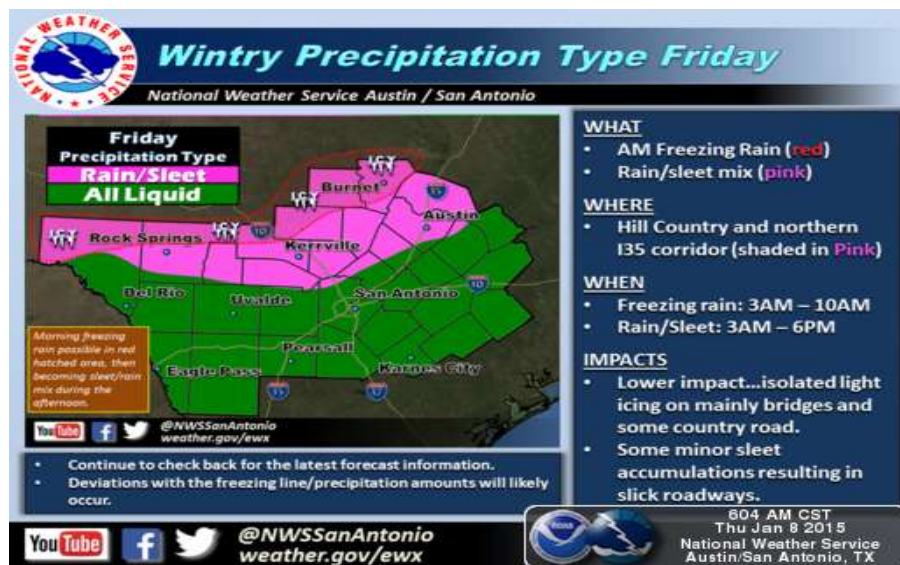 NATIONAL WEATHER SERVICE
Wintry Precipitation Type Friday
National Weather Service Austin / San Antonio
Friday
Precipitation Type
Rain/Sleet
All Liquid
ICY
Burnet
ICY
Austin
ICY
Rock Springs
ICY
10
Kerrville
35
Del Rio
Uvalde
San Antonio
10
Pearsall
Eagle Pass
Karnes City
35
37
Morning freezing
rain possible in red
hatched area, then
becoming sleet/rain
mix during the
afternoon.
YouTube
@NWSSanAntonio
weather.gov/ewx
WHAT
• AM Freezing Rain (red)
• Rain/sleet mix (pink)
WHERE
• Hill Country and northern
I35 corridor (shaded in Pink)
WHEN
• Freezing rain: 3AM – 10AM
• Rain/Sleet: 3AM – 6PM
IMPACTS
• Lower impact...isolated light
icing on mainly bridges and
some country road.
• Some minor sleet
accumulations resulting in
slick roadways.
• Continue to check back for the latest forecast information.
• Deviations with the freezing line/precipitation amounts will likely
occur.
YouTube
@NWSSanAntonio
weather.gov/ewx
NOAA
604 AM CST
Thu Jan 8 2015
National Weather Service
Austin/San Antonio, TX